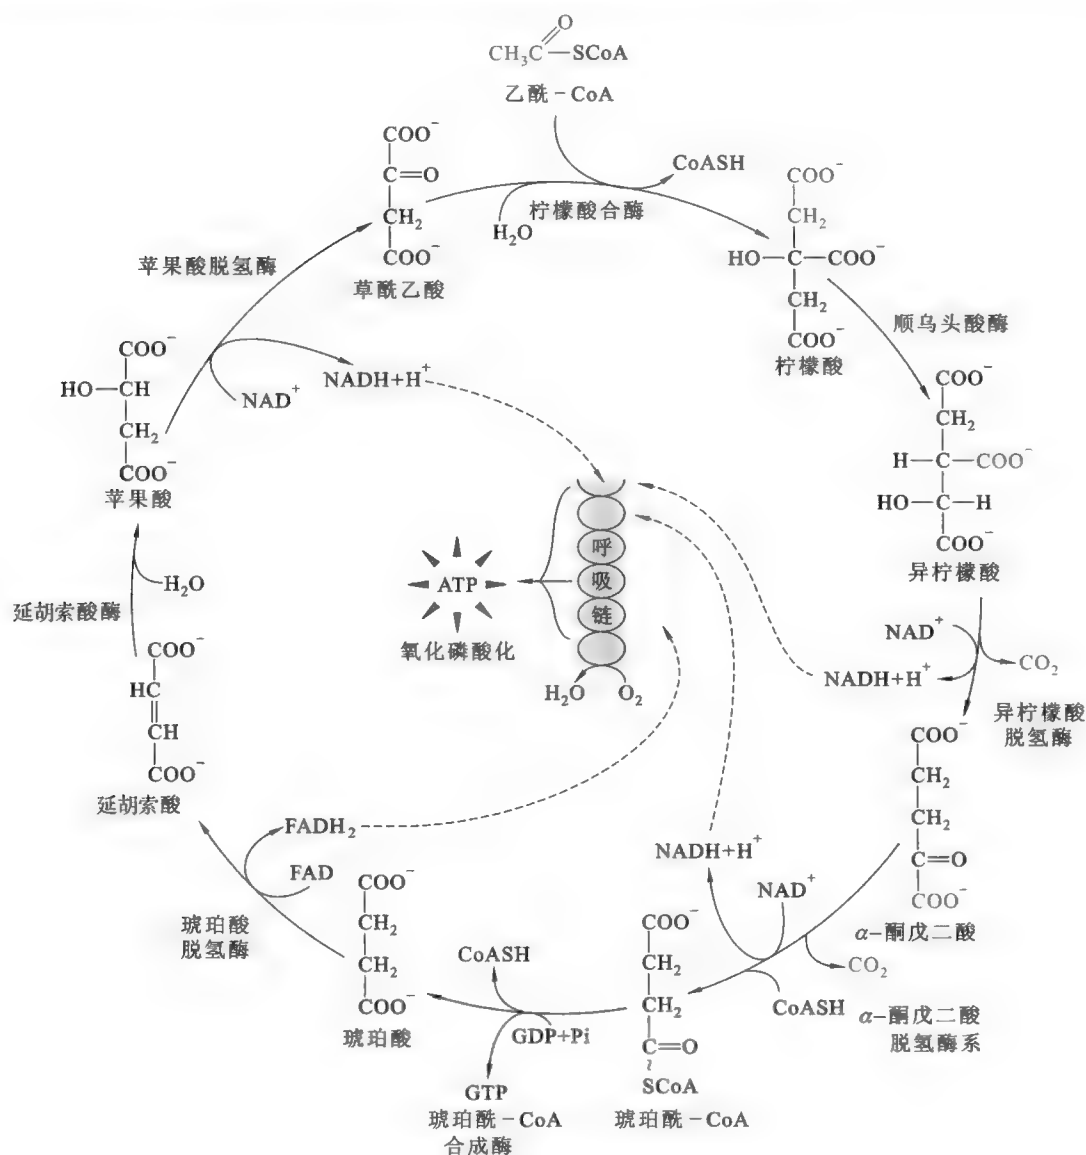 O
CH₃C—SCoA
乙酰-CoA
COO⁻
C=O
CH₂
COO⁻
草酰乙酸
CoASH
H₂O
柠檬酸合酶
COO⁻
CH₂
HO—C—COO⁻
CH₂
COO⁻
柠檬酸
顺乌头酸酶
COO⁻
CH₂
H—C—COO⁻
HO—C—H
COO⁻
异柠檬酸
NAD⁺
CO₂
NADH+H⁺
异柠檬酸
脱氢酶
COO⁻
CH₂
CH₂
C=O
COO⁻
α-酮戊二酸
NADH+H⁺
NAD⁺
CO₂
CoASH
α-酮戊二酸
脱氢酶系
COO⁻
CH₂
CH₂
C=O
SCoA
琥珀酰-CoA
CoASH
GDP+Pi
GTP
琥珀酰-CoA
合成酶
COO⁻
CH₂
CH₂
COO⁻
琥珀酸
FADH₂
FAD
琥珀酸
脱氢酶
COO⁻
HC
CH
COO⁻
延胡索酸
H₂O
延胡索酸酶
COO⁻
HO—CH
CH₂
COO⁻
苹果酸
苹果酸脱氢酶
NAD⁺
NADH+H⁺
呼
吸
链
ATP
氧化磷酸化
H₂O
O₂